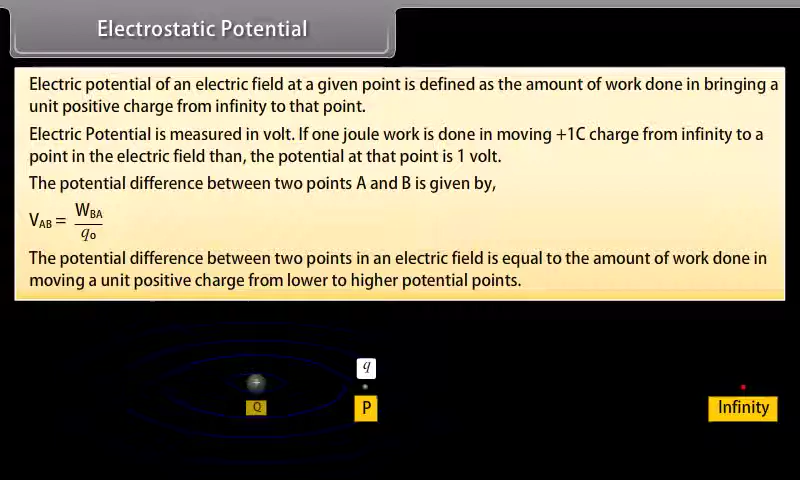 Electrostatic Potential
Electric potential of an electric field at a given point is defined as the amount of work done in bringing a
unit positive charge from infinity to that point.
Electric Potential is measured in volt. If one joule work is done in moving +1C charge from infinity to a
point in the electric field than, the potential at that point is 1 volt.
The potential difference between two points A and B is given by,
VAB = WBA / qo
The potential difference between two points in an electric field is equal to the amount of work done in
moving a unit positive charge from lower to higher potential points.
q
+
Q P Infinity